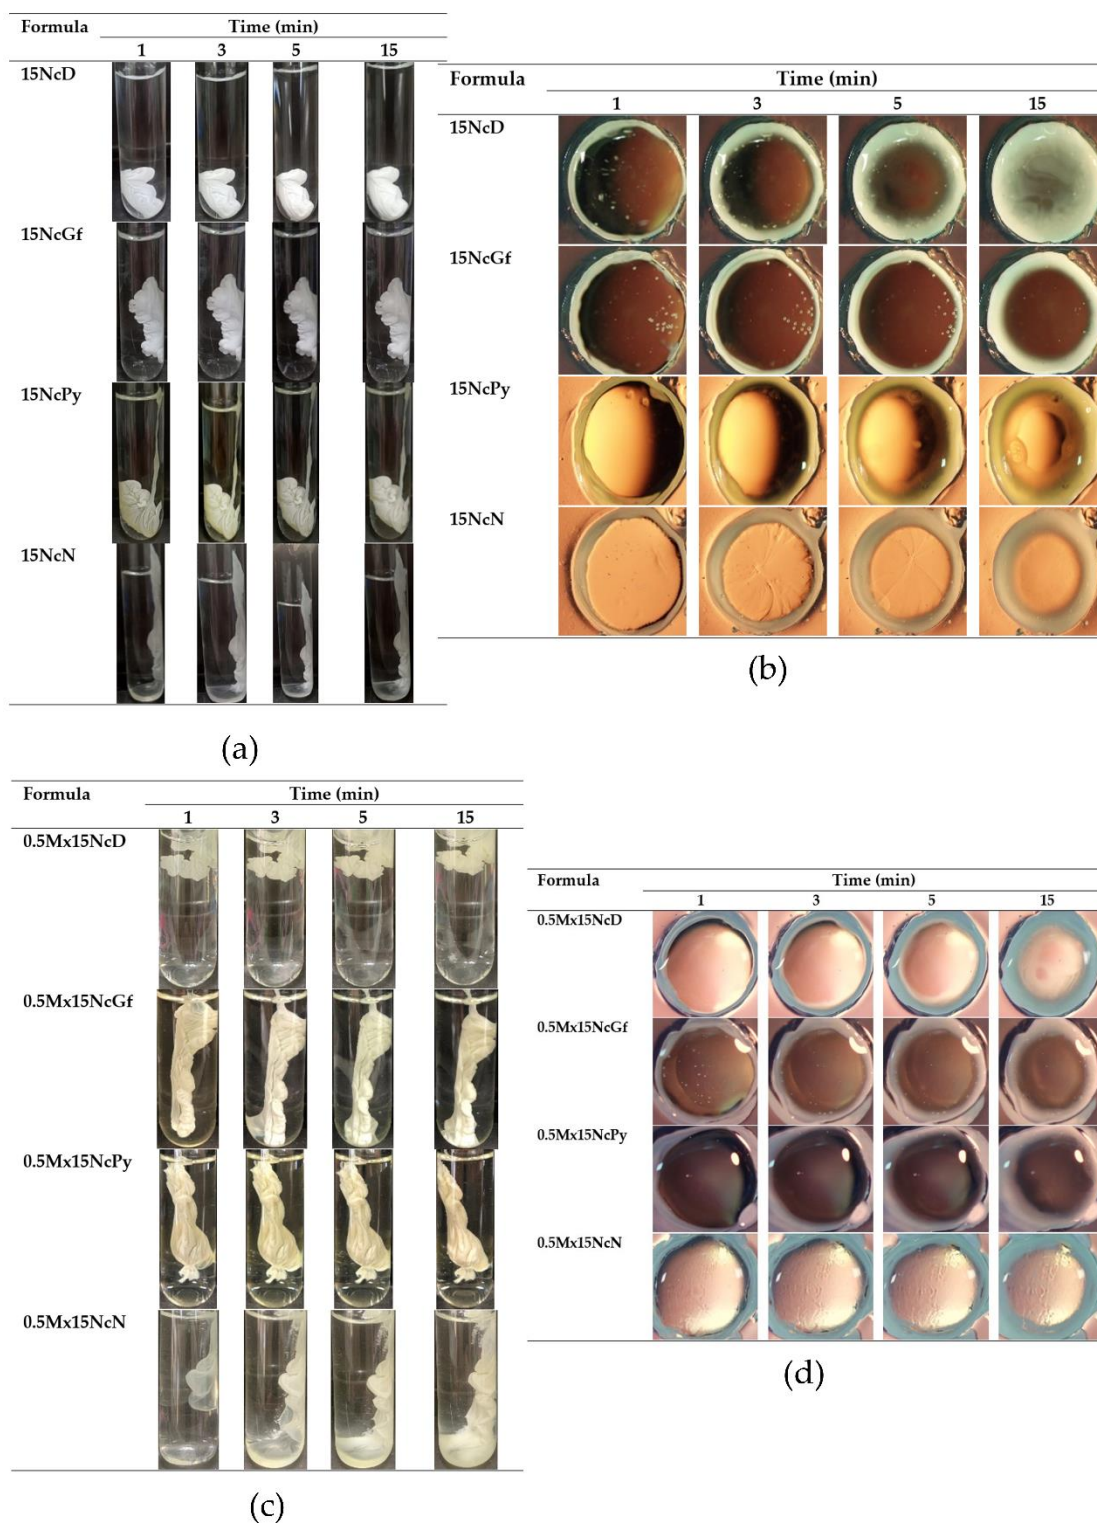 Formula Time (min)
1 3 5 15
15NcD
15NcGf
15NcPy
15NcN
(a)
Formula Time (min)
1 3 5 15
15NcD
15NcGf
15NcPy
15NcN
(b)
Formula Time (min)
1 3 5 15
0.5Mx15NcD
0.5Mx15NcGf
0.5Mx15NcPy
0.5Mx15NcN
(c)
Formula Time (min)
1 3 5 15
0.5Mx15NcD
0.5Mx15NcGf
0.5Mx15NcPy
0.5Mx15NcN
(d)